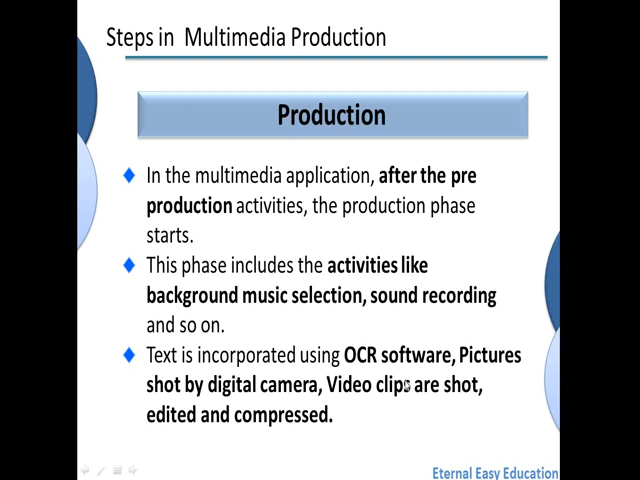 Steps in Multimedia Production
Production
In the multimedia application, after the pre
production activities, the production phase
starts.
This phase includes the activities like
background music selection, sound recording
and so on.
Text is incorporated using OCR software, Pictures
shot by digital camera, Video clips are shot,
edited and compressed.
Eternal Easy Education